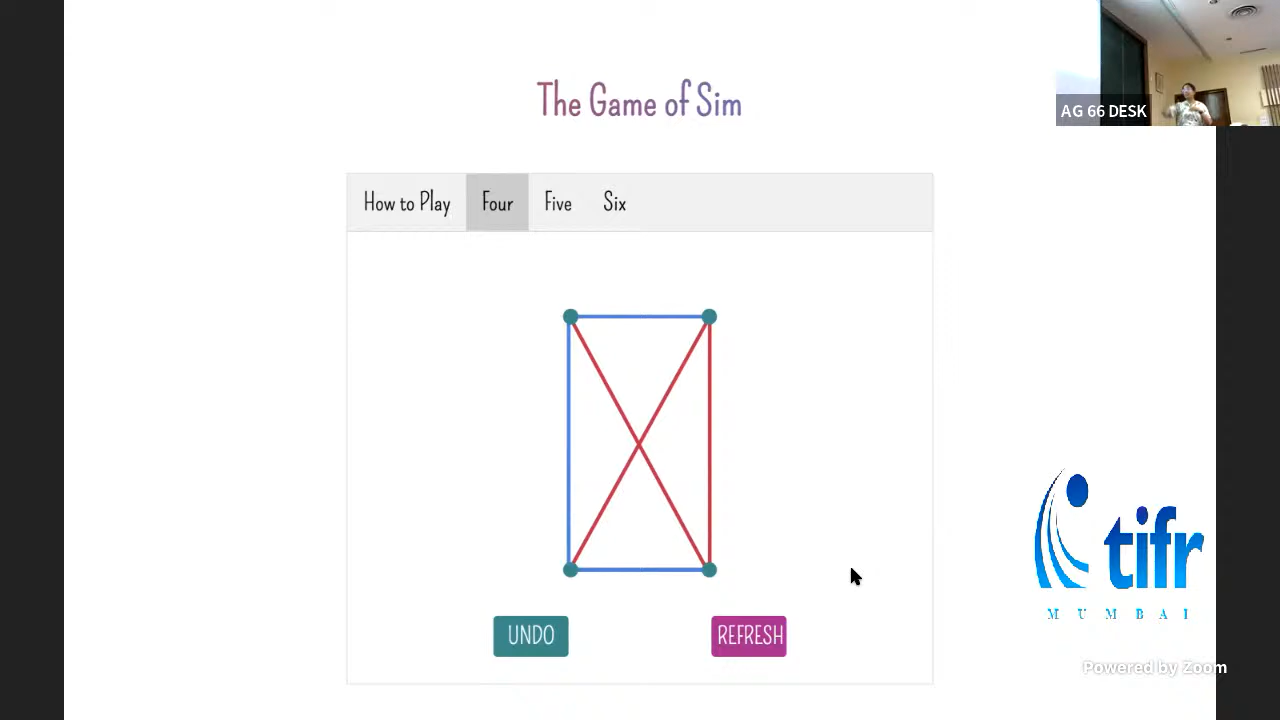 The Game of Sim
AG 66 DESK
How to Play Four Five Six
UNDO REFRESH
tifr
MUMBAI
Powered by Zoom